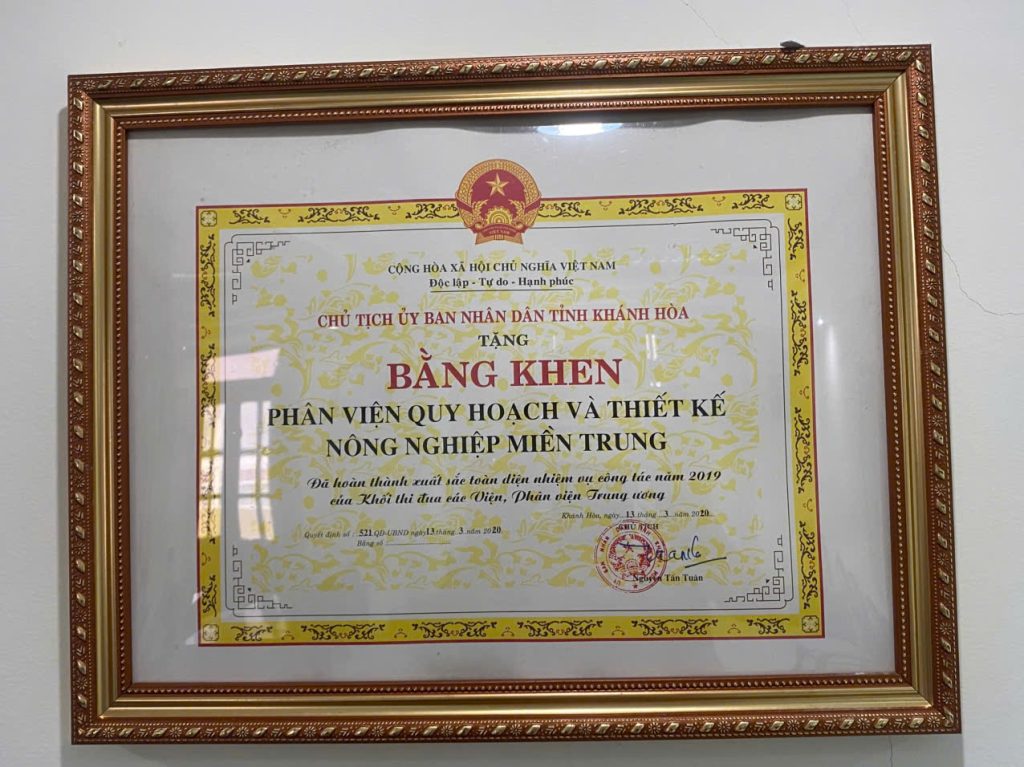 VIỆT NAM
CỘNG HÒA XÃ HỘI CHỦ NGHĨA VIỆT NAM
Độc lập - Tự do - Hạnh phúc
CHỦ TỊCH ỦY BAN NHÂN DÂN TỈNH KHÁNH HÒA
TẶNG
BẰNG KHEN
PHÂN VIỆN QUY HOẠCH VÀ THIẾT KẾ
NÔNG NGHIỆP MIỀN TRUNG
Đã hoàn thành xuất sắc toàn diện nhiệm vụ công tác năm 2019
của Khối thi đua các Viện, Phân viện Trung ương
Khánh Hòa, ngày 13 tháng 3 năm 2020
Quyết định số : 521 QĐ-UBND ngày 13 tháng 3 năm 2020
Bằng số
CHỦ TỊCH
Nguyễn Tấn Tuân